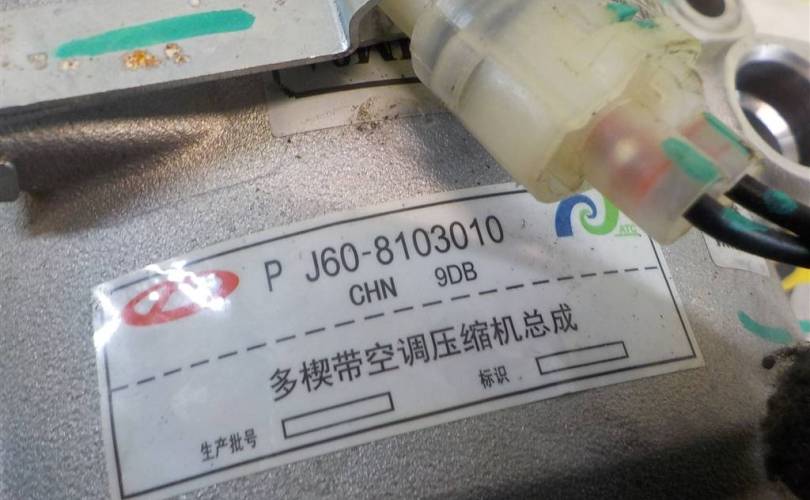 P J60-8103010
ATC
CHN 9DB
多楔带空调压缩机总成
生产批号
标识